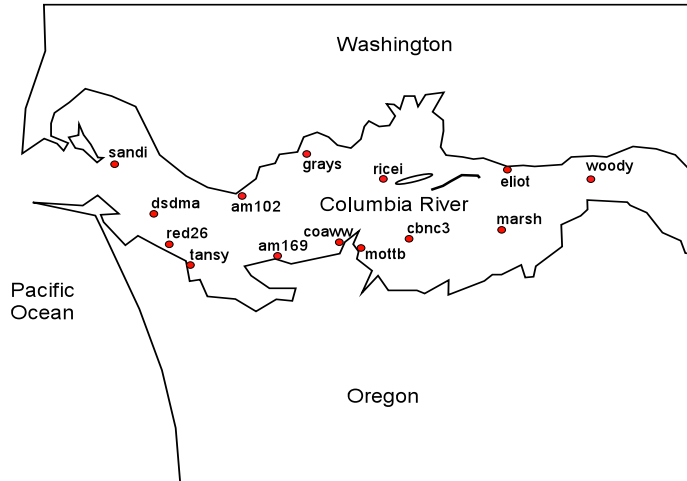 Washington
sandi
grays
ricei
eliot
woody
dsdma
am102
Columbia River
red26
coaww
cbnc3
marsh
tansy
am169
mottb
Pacific
Ocean
Oregon